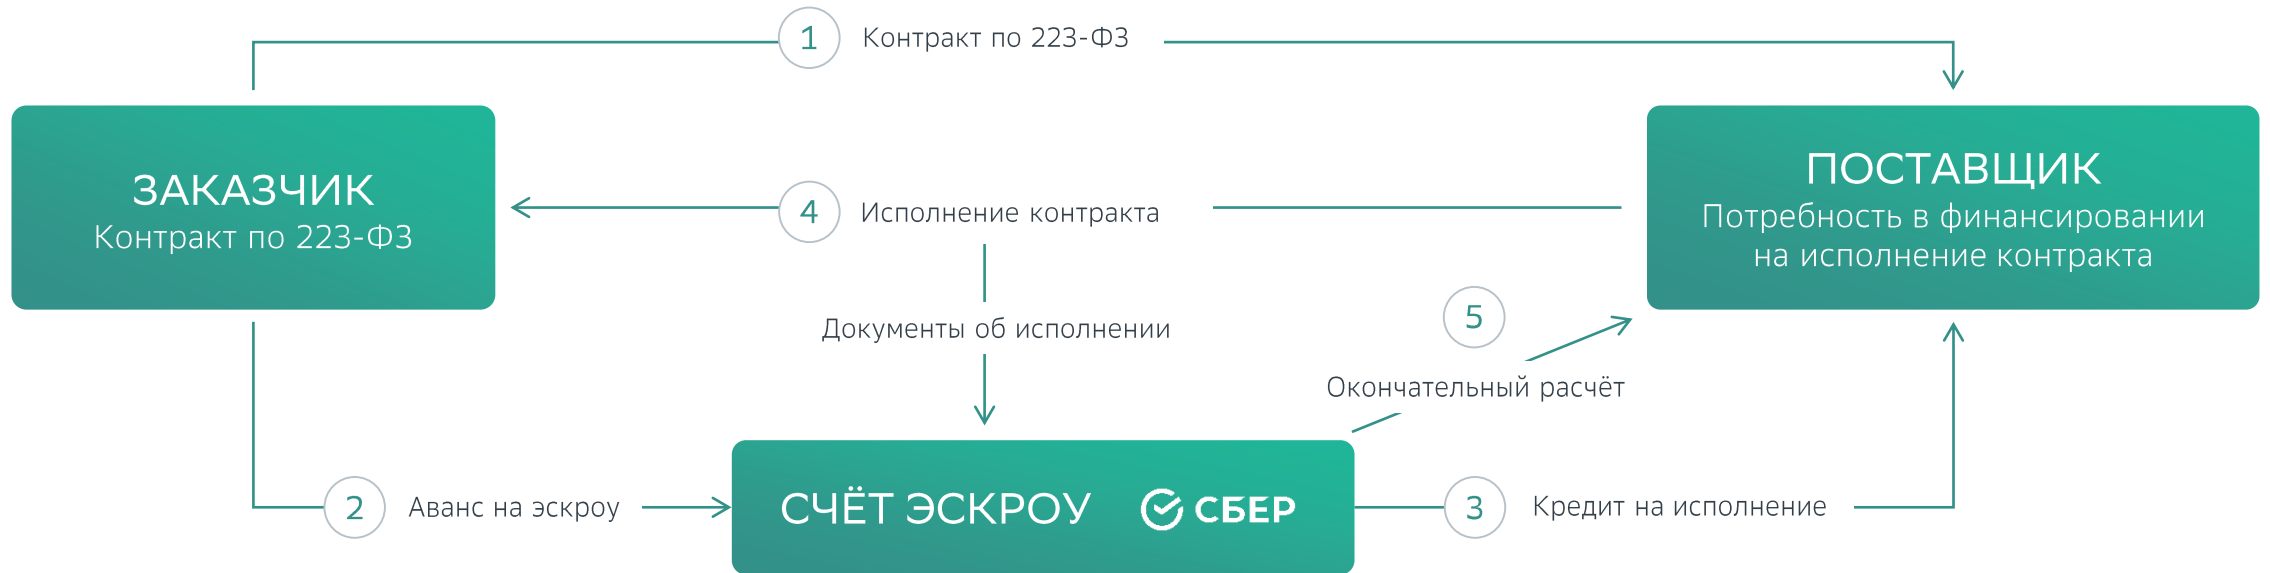 1 Контракт по 223-ФЗ
ЗАКАЗЧИК
Контракт по 223-ФЗ
4 Исполнение контракта
ПОСТАВЩИК
Потребность в финансировании
на исполнение контракта
Документы об исполнении
5
Окончательный расчёт
2 Аванс на эскроу
СЧЁТ ЭСКРОУ СБЕР
3 Кредит на исполнение